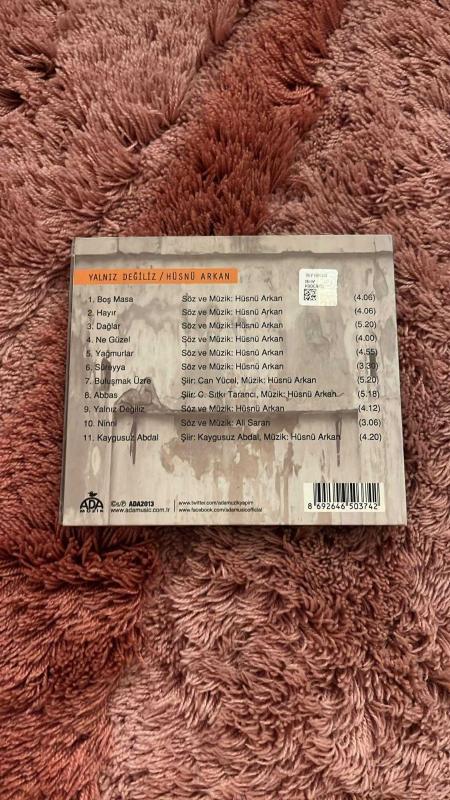 YALNIZ DEĞİLİZ / HÜSNÜ ARKAN
1. Boş Masa Söz ve Müzik: Hüsnü Arkan (4.06)
2. Hayır Söz ve Müzik: Hüsnü Arkan (4.06)
3. Dağlar Söz ve Müzik: Hüsnü Arkan (5.20)
4. Ne Güzel Söz ve Müzik: Hüsnü Arkan (4.00)
5. Yağmurlar Söz ve Müzik: Hüsnü Arkan (4.55)
6. Süreyya Söz ve Müzik: Hüsnü Arkan (3.30)
7. Buluşmak Üzre Şiir: Can Yücel, Müzik: Hüsnü Arkan (5.20)
8. Abbas Şiir: C. Sıtkı Tarancı, Müzik: Hüsnü Arkan (5.18)
9. Yalnız Değiliz Söz ve Müzik: Hüsnü Arkan (4.12)
10. Ninni Söz ve Müzik: Ali Saran (3.06)
11. Kaygusuz Abdal Şiir: Kaygusuz Abdal, Müzik: Hüsnü Arkan (4.20)
ADA
MÜZİK
©℗ ADA2013
www.adamusic.com.tr
www.twitter.com/adamuzikyapim
www.facebook.com/adamusicofficial
8 692646 503742